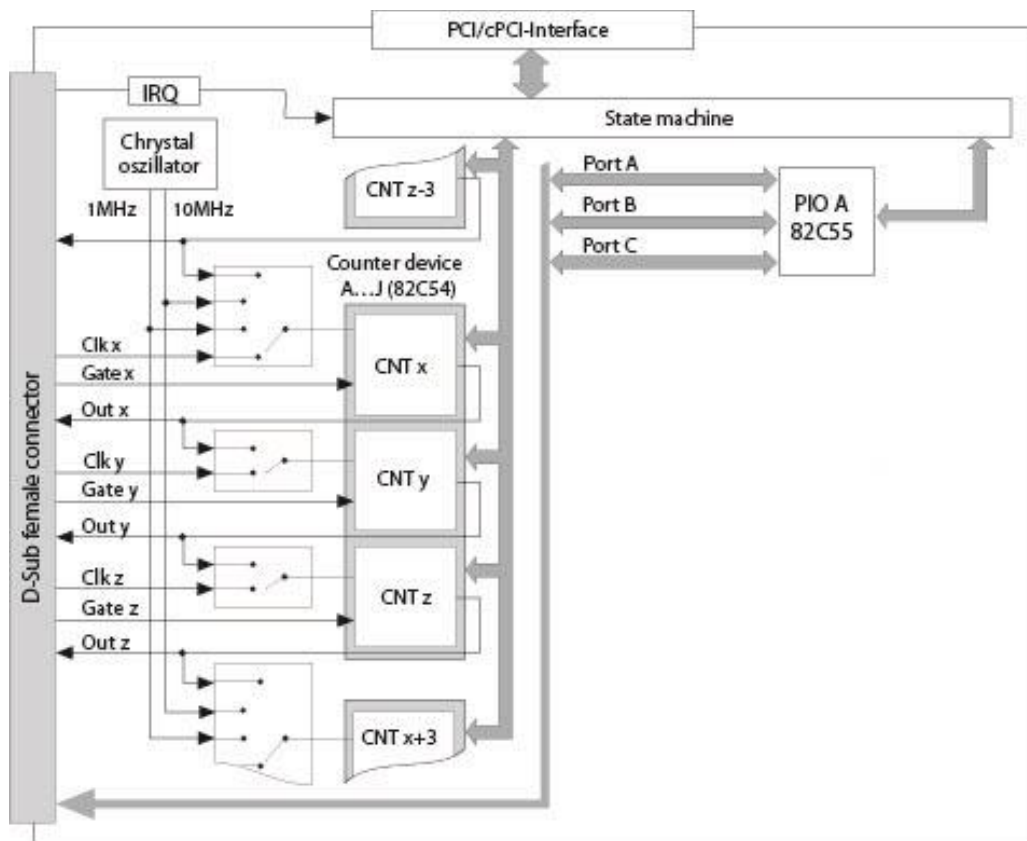 PCI/cPCI-Interface
IRQ
State machine
Chrystal
oszillator
1MHz
10MHz
CNT z-3
Port A
Port B
Port C
PIO A
82C55
Counter device
A...J (82C54)
Clk x
Gate x
CNT x
Out x
Clk y
Gate y
CNT y
Out y
Clk z
Gate z
CNT z
Out z
CNT x+3
D-Sub female connector